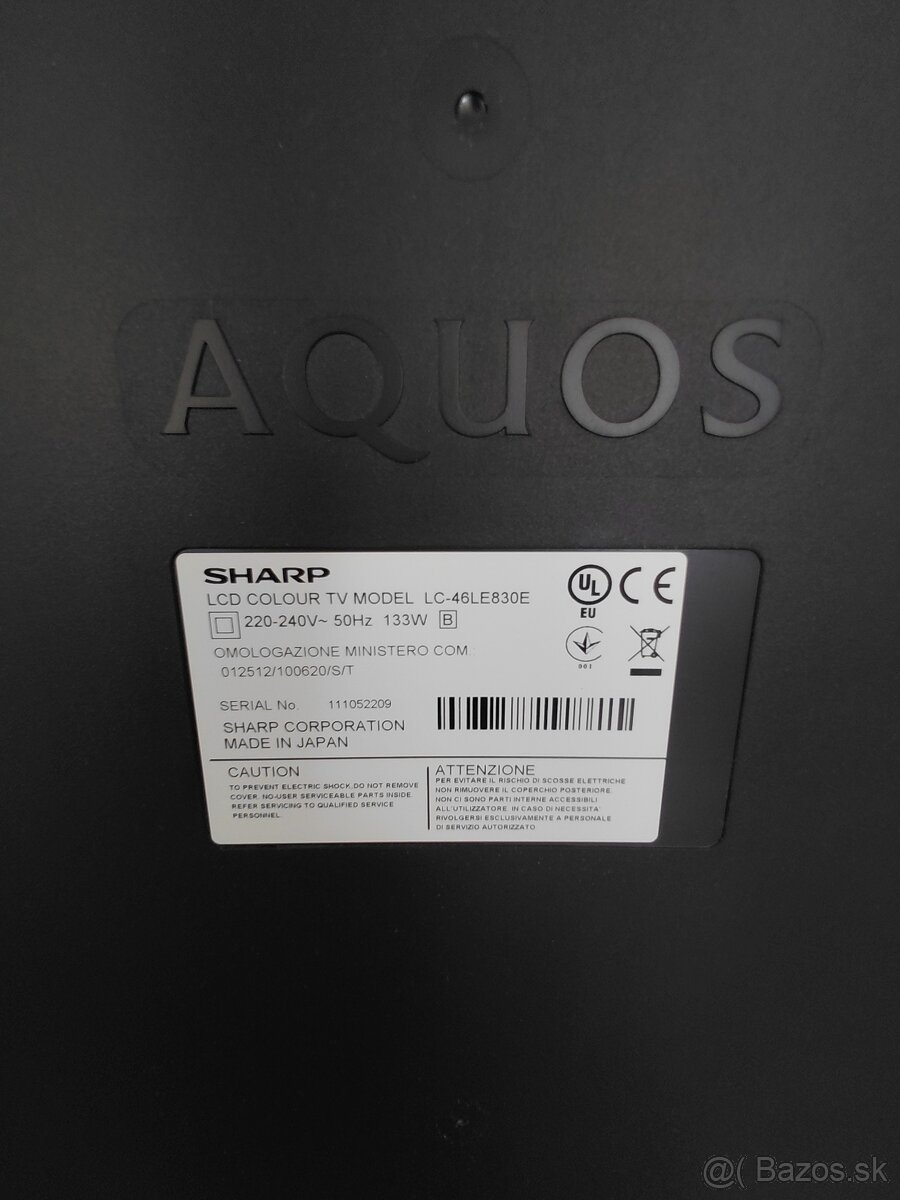 AQUOS
SHARP
LCD COLOUR TV MODEL LC-46LE830E
220-240V~ 50Hz 133W B
UL
EU
CE
001
OMOLOGAZIONE MINISTERO COM.
012512/100620/S/T
SERIAL No. 111052209
SHARP CORPORATION
MADE IN JAPAN
CAUTION
TO PREVENT ELECTRIC SHOCK,DO NOT REMOVE
COVER. NO-USER SERVICEABLE PARTS INSIDE.
REFER SERVICING TO QUALIFIED SERVICE
PERSONNEL.
ATTENZIONE
PER EVITARE IL RISCHIO DI SCOSSE ELETTRICHE
NON RIMUOVERE IL COPERCHIO POSTERIORE.
NON CI SONO PARTI INTERNE ACCESSIBILI
ALL'UTILIZZATORE. IN CASO DI NECESSITA'
RIVOLGERSI ESCLUSIVAMENTE A PERSONALE
DI SERVIZIO AUTORIZZATO.
@( Bazos.sk